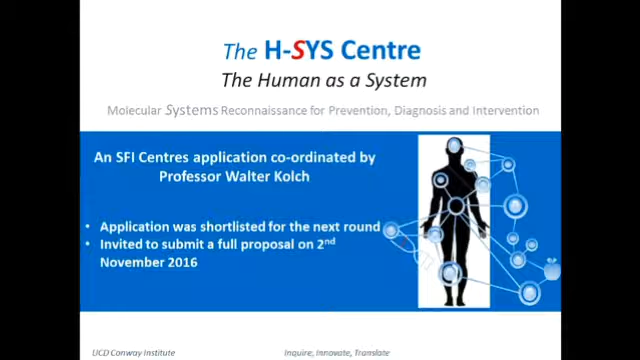 The H-SYS Centre
The Human as a System
Molecular Systems Reconnaissance for Prevention, Diagnosis and Intervention
An SFI Centres application co-ordinated by
Professor Walter Kolch
• Application was shortlisted for the next round
• Invited to submit a full proposal on 2nd
November 2016
UCD Conway Institute
Inquire, Innovate, Translate